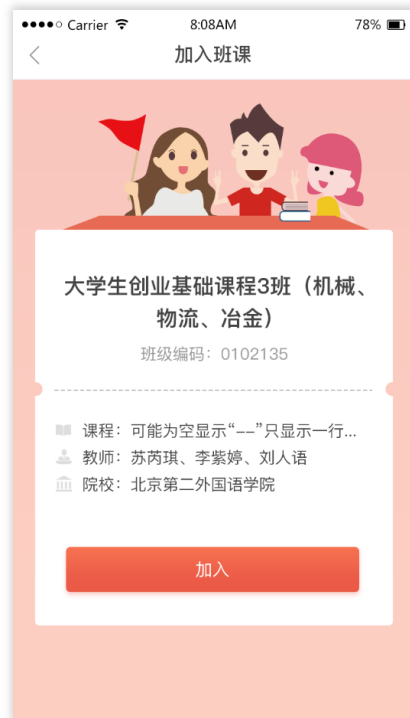 Carrier 8:08AM 78%
加入班课
大学生创业基础课程3班（机械、
物流、冶金）
班级编码：0102135
课程：可能为空显示“--”只显示一行...
教师：苏芮琪、李紫婷、刘人语
院校：北京第二外国语学院
加入